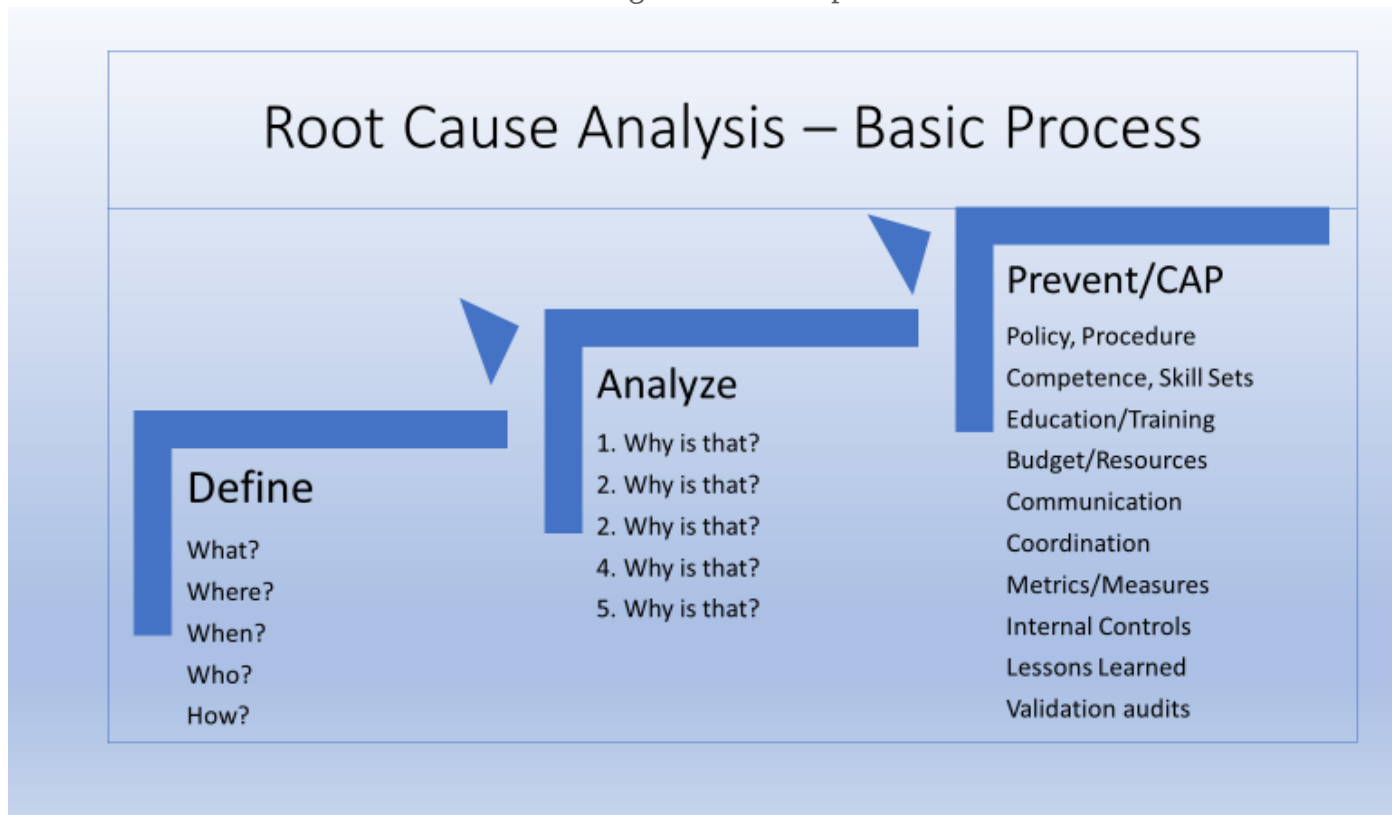 Root Cause Analysis – Basic Process
Define
What?
Where?
When?
Who?
How?
Analyze
1. Why is that?
2. Why is that?
2. Why is that?
4. Why is that?
5. Why is that?
Prevent/CAP
Policy, Procedure
Competence, Skill Sets
Education/Training
Budget/Resources
Communication
Coordination
Metrics/Measures
Internal Controls
Lessons Learned
Validation audits